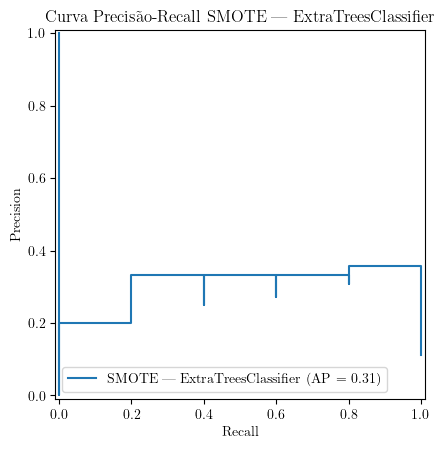 Curva Precisão-Recall SMOTE — ExtraTreesClassifier
1.0
0.8
0.6
0.4
0.2
0.0
Precision
SMOTE — ExtraTreesClassifier (AP = 0.31)
0.0 0.2 0.4 0.6 0.8 1.0
Recall